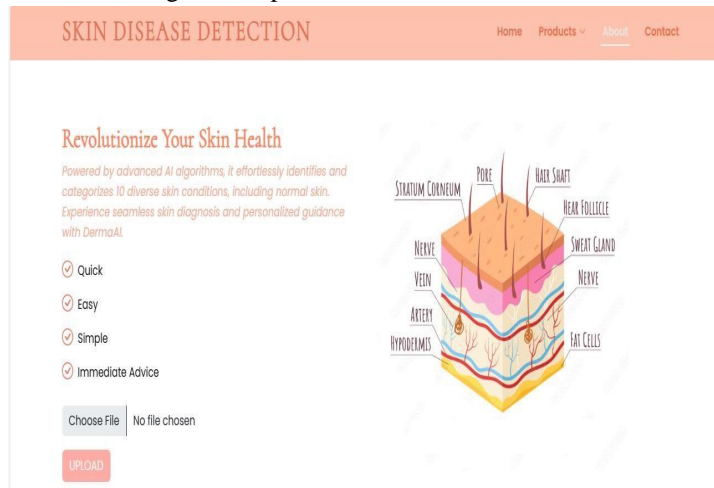 SKIN DISEASE DETECTION
Home Products About Contact
Revolutionize Your Skin Health
Powered by advanced AI algorithms, it effortlessly identifies and
categorizes 10 diverse skin conditions, including normal skin.
Experience seamless skin diagnosis and personalized guidance
with DermaAI.
Quick
Easy
Simple
Immediate Advice
Choose File No file chosen
UPLOAD
STRATUM CORNEUM
PORE
HAIR SHAFT
HEAR FOLLICLE
SWEAT GLAND
NERVE
NERVE
VEIN
ARTERY
HYPODERMIS
FAT CELLS